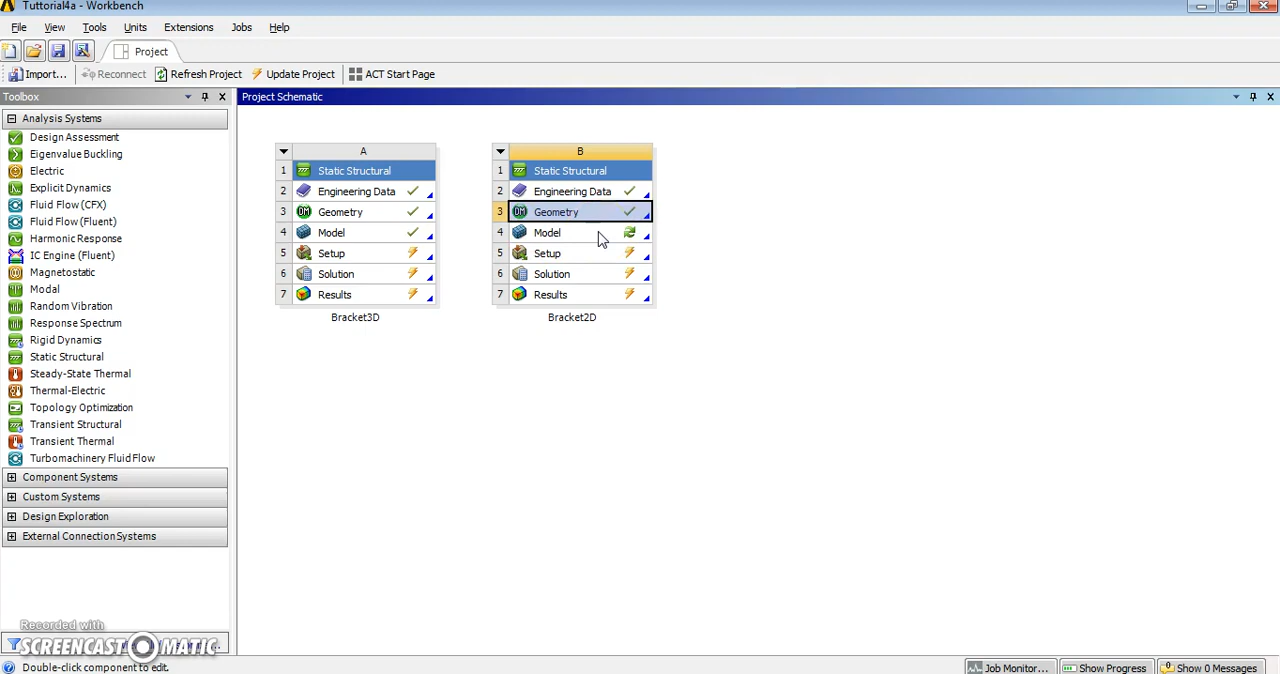 Tuttorial4a - Workbench
File View Tools Units Extensions Jobs Help
Project
Import... Reconnect Refresh Project Update Project ACT Start Page
Toolbox
Project Schematic
Analysis Systems
Design Assessment
Eigenvalue Buckling
Electric
Explicit Dynamics
Fluid Flow (CFX)
Fluid Flow (Fluent)
Harmonic Response
IC Engine (Fluent)
Magnetostatic
Modal
Random Vibration
Response Spectrum
Rigid Dynamics
Static Structural
Steady-State Thermal
Thermal-Electric
Topology Optimization
Transient Structural
Transient Thermal
Turbomachinery Fluid Flow
Component Systems
Custom Systems
Design Exploration
External Connection Systems
A
1 Static Structural
2 Engineering Data
3 DM Geometry
4 Model
5 Setup
6 Solution
7 Results
Bracket3D
B
1 Static Structural
2 Engineering Data
3 DM Geometry
4 Model
5 Setup
6 Solution
7 Results
Bracket2D
Recorded with
SCREENCAST MATIC
Double-click component to edit.
Job Monitor... Show Progress Show 0 Messages